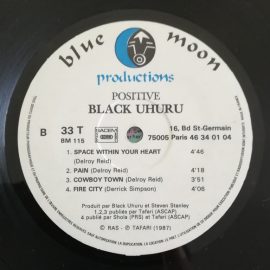 blue moon
productions
POSITIVE
BLACK UHURU
B 33 T
BM 115
SACEM
16, Bd St-Germain
75005 Paris 46 34 01 04
1. SPACE WITHIN YOUR HEART 4'46
(Delroy Reid)
2. PAIN (Delroy Reid) 4'18
3. COWBOY TOWN (Delroy Reid) 3'51
4. FIRE CITY (Derrick Simpson) 4'06
Produit par Black Uhuru et Steven Stanley
1,2,3 publié par Tafari (ASCAP)
4 publié par Shola (PRS) et Tafari (ASCAP)
© RAS - ℗ TAFARI (1987)